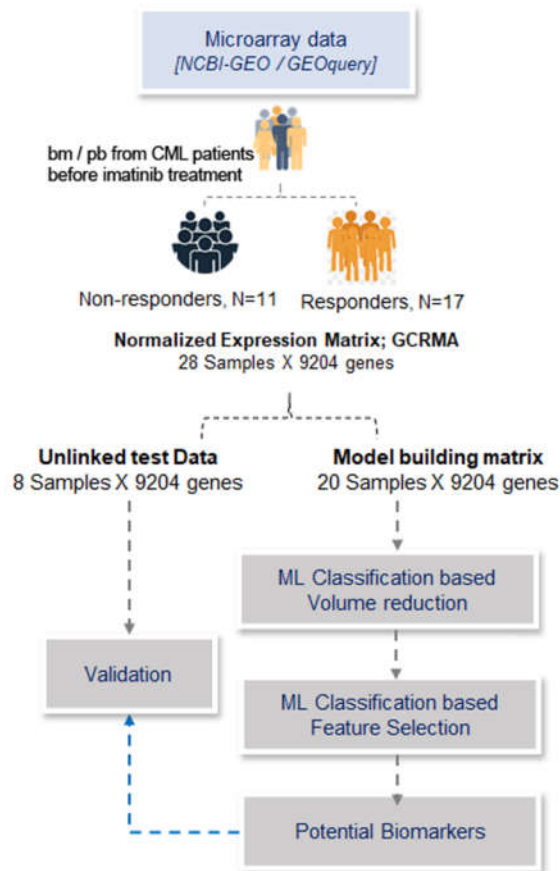 Microarray data
[NCBI-GEO / GEOquery]
bm / pb from CML patients
before imatinib treatment
Non-responders, N=11
Responders, N=17
Normalized Expression Matrix; GCRMA
28 Samples X 9204 genes
Unlinked test Data
8 Samples X 9204 genes
Model building matrix
20 Samples X 9204 genes
ML Classification based
Volume reduction
Validation
ML Classification based
Feature Selection
Potential Biomarkers